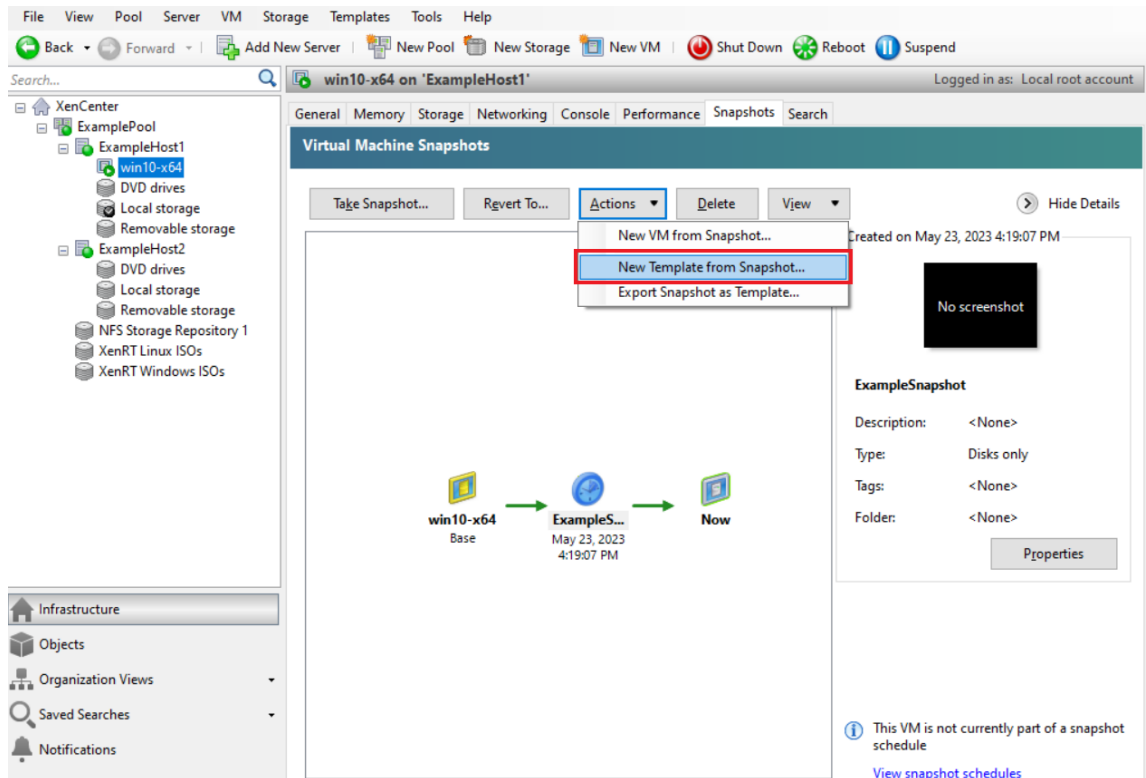 File View Pool Server VM Storage Templates Tools Help
Back Forward Add New Server New Pool New Storage New VM Shut Down Reboot Suspend
Search...
win10-x64 on 'ExampleHost1' Logged in as: Local root account
XenCenter
ExamplePool
ExampleHost1
win10-x64
DVD drives
Local storage
Removable storage
ExampleHost2
DVD drives
Local storage
Removable storage
NFS Storage Repository 1
XenRT Linux ISOs
XenRT Windows ISOs
Infrastructure
Objects
Organization Views
Saved Searches
Notifications
General Memory Storage Networking Console Performance Snapshots Search
Virtual Machine Snapshots
Take Snapshot... Revert To... Actions Delete View Hide Details
New VM from Snapshot...
New Template from Snapshot...
Export Snapshot as Template...
win10-x64
Base
ExampleS...
May 23, 2023
4:19:07 PM
Now
Created on May 23, 2023 4:19:07 PM
No screenshot
ExampleSnapshot
Description: <None>
Type: Disks only
Tags: <None>
Folder: <None>
Properties
This VM is not currently part of a snapshot
schedule
View snapshot schedules